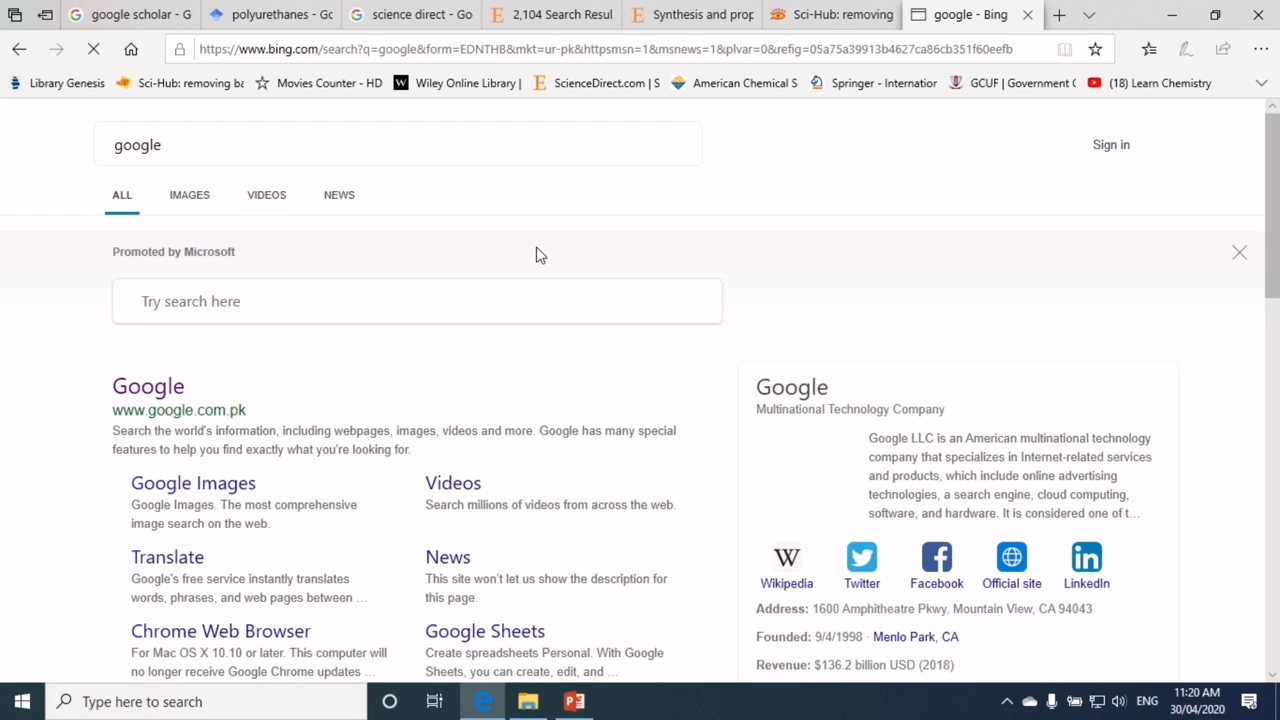 google scholar - G
polyurethanes - Go
science direct - Go
2,104 Search Resul
Synthesis and prop
Sci-Hub: removing
google - Bing
https://www.bing.com/search?q=google&form=EDNTHB&mkt=ur-pk&httpsmsn=1&msnews=1&plvar=0&refig=05a75a39913b4627ca86cb351f60eefb
Library Genesis
Sci-Hub: removing ba
Movies Counter - HD
Wiley Online Library |
ScienceDirect.com | S
American Chemical S
Springer - Internation
GCUF | Government C
(18) Learn Chemistry
google
Sign in
ALL
IMAGES
VIDEOS
NEWS
Promoted by Microsoft
Try search here
Google
www.google.com.pk
Search the world's information, including webpages, images, videos and more. Google has many special
features to help you find exactly what you're looking for.
Google Images
Google Images. The most comprehensive
image search on the web.
Videos
Search millions of videos from across the web.
Translate
Google's free service instantly translates
words, phrases, and web pages between ...
News
This site won't let us show the description for
this page.
Chrome Web Browser
For Mac OS X 10.10 or later. This computer will
no longer receive Google Chrome updates ...
Google Sheets
Create spreadsheets Personal. With Google
Sheets, you can create, edit, and ...
Google
Multinational Technology Company
Google LLC is an American multinational technology
company that specializes in Internet-related services
and products, which include online advertising
technologies, a search engine, cloud computing,
software, and hardware. It is considered one of t...
W
Wikipedia
Twitter
Facebook
Official site
LinkedIn
Address: 1600 Amphitheatre Pkwy, Mountain View, CA 94043
Founded: 9/4/1998 · Menlo Park, CA
Revenue: $136.2 billion USD (2018)
Type here to search
ENG
11:20 AM
30/04/2020